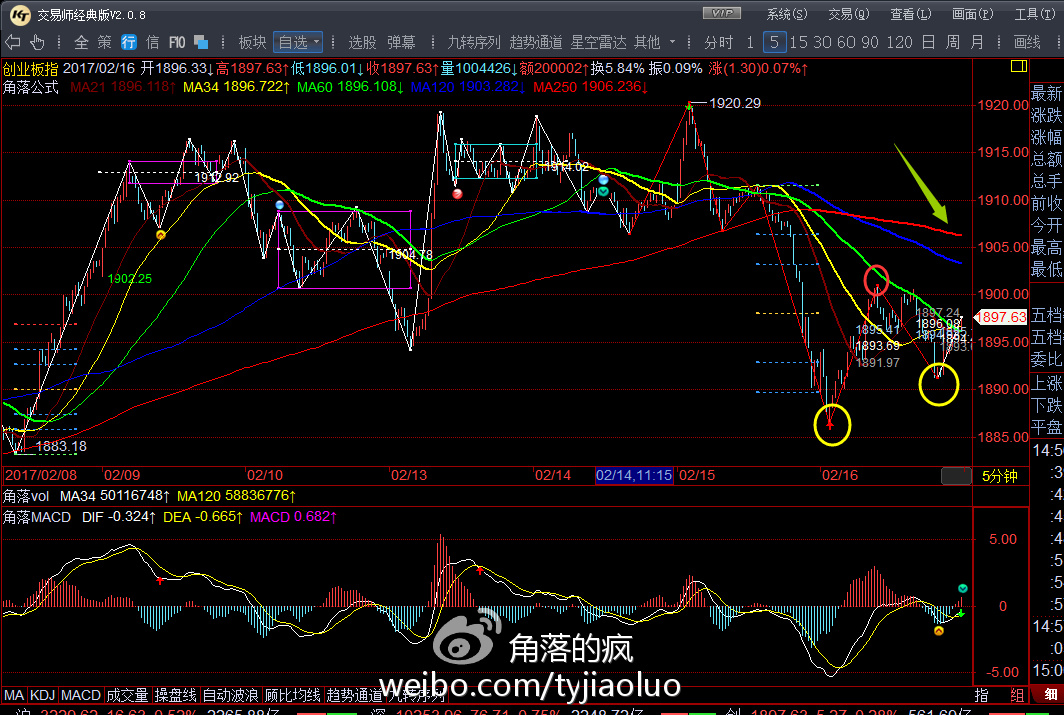 交易师经典版V2.0.8 VIP 系统(S) 交易(Q) 查看(L) 画面(P) 工具(T)
全 策 行 信 F10 板块 自选 选股 弹幕 九转序列 趋势通道 星空雷达 其他 分时 1 5 15 30 60 90 120 日 周 月 画线
创业板指 2017/02/16 开1896.33↓高1897.63↑低1896.01↓收1897.63↑量1004426↓额200002↑换5.84% 振0.09% 涨(1.30)0.07%↑
角落公式 MA21 1896.118↑ MA34 1896.722↑ MA60 1896.108↓ MA120 1903.282↓ MA250 1906.236↓
最新
涨跌
涨幅
总额
总手
前收
今开
最高
最低
五档
五档
委比
上涨
下跌
平盘
1920.00
1915.00
1910.00
1905.00
1900.00
1897.63
1895.00
1890.00
1885.00
1920.29
1912.92
1914.02
1904.78
1902.25
1897.24
1896.98
1895.41
1893.69
1891.97
1883.18
2017/02/08 02/09 02/10 02/13 02/14 02/14,11:15 02/15 02/16 5分钟
角落vol MA34 50116748↑ MA120 58836776↑
角落MACD DIF -0.324↑ DEA -0.665↑ MACD 0.682↑
5.00
0
-5.00
14:5
:3
:4
:4
:4
:5
:5
:5
14:5
:0
15:0
角落的疯
weibo.com/tyjiaoluo
MA KDJ MACD 成交量 操盘线 自动波浪 顾比均线 趋势通道 九转序列 指 组 细